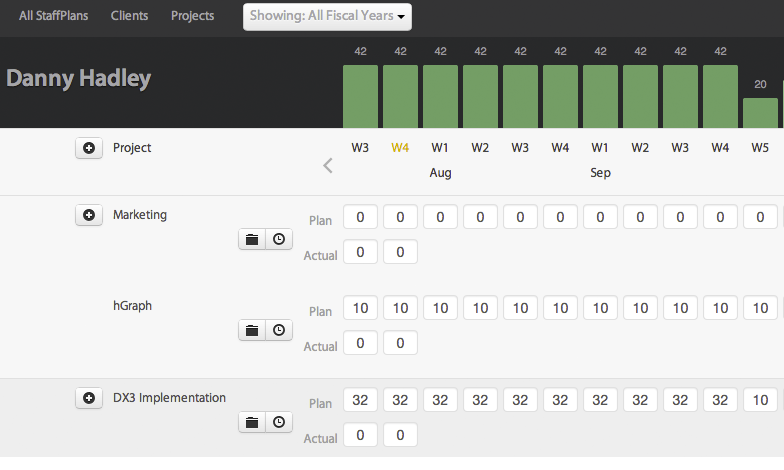 All StaffPlans Clients Projects Showing: All Fiscal Years
42 42 42 42 42 42 42 42 42 42 20
Danny Hadley
Project W3 W4 W1 W2 W3 W4 W1 W2 W3 W4 W5
Aug Sep
Marketing Plan 0 0 0 0 0 0 0 0 0 0 0
Actual 0 0
hGraph Plan 10 10 10 10 10 10 10 10 10 10 10
Actual 0 0
DX3 Implementation Plan 32 32 32 32 32 32 32 32 32 32 10
Actual 0 0